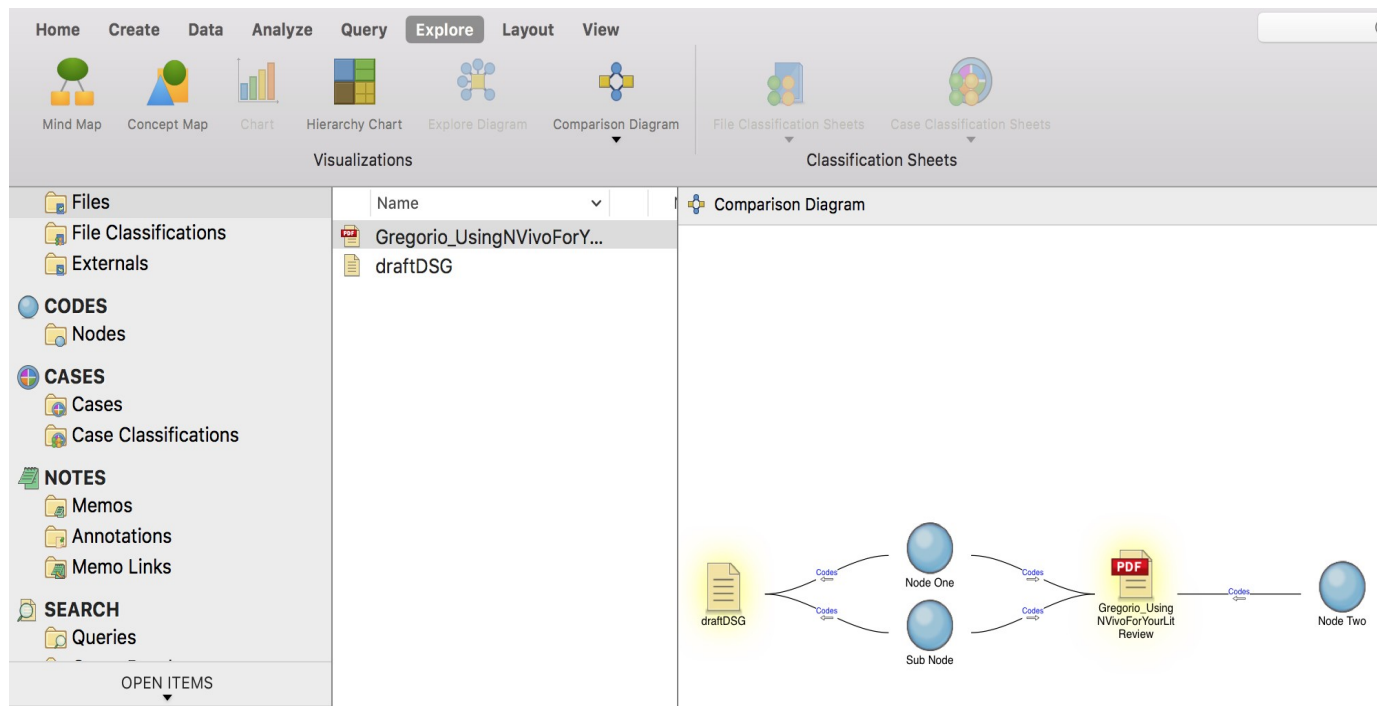 Home Create Data Analyze Query Explore Layout View
Mind Map Concept Map Chart Hierarchy Chart Explore Diagram Comparison Diagram File Classification Sheets Case Classification Sheets
Visualizations Classification Sheets
Files
File Classifications
Externals
CODES
Nodes
CASES
Cases
Case Classifications
NOTES
Memos
Annotations
Memo Links
SEARCH
Queries
OPEN ITEMS
Name
PDF Gregorio_UsingNVivoForY...
draftDSG
Comparison Diagram
draftDSG
Codes
Codes
Node One
Sub Node
Codes
Codes
PDF
Gregorio_Using
NVivoForYourLit
Review
Codes
Node Two